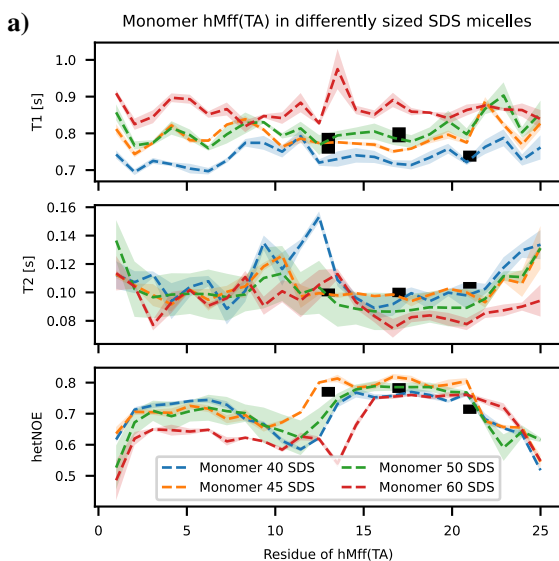 a)
Monomer hMff(TA) in differently sized SDS micelles
1.0
0.9
0.8
0.7
T1 [s]
0.16
0.14
0.12
0.10
0.08
T2 [s]
0.8
0.7
0.6
0.5
hetNOE
Monomer 40 SDS
Monomer 45 SDS
Monomer 50 SDS
Monomer 60 SDS
0 5 10 15 20 25
Residue of hMff(TA)